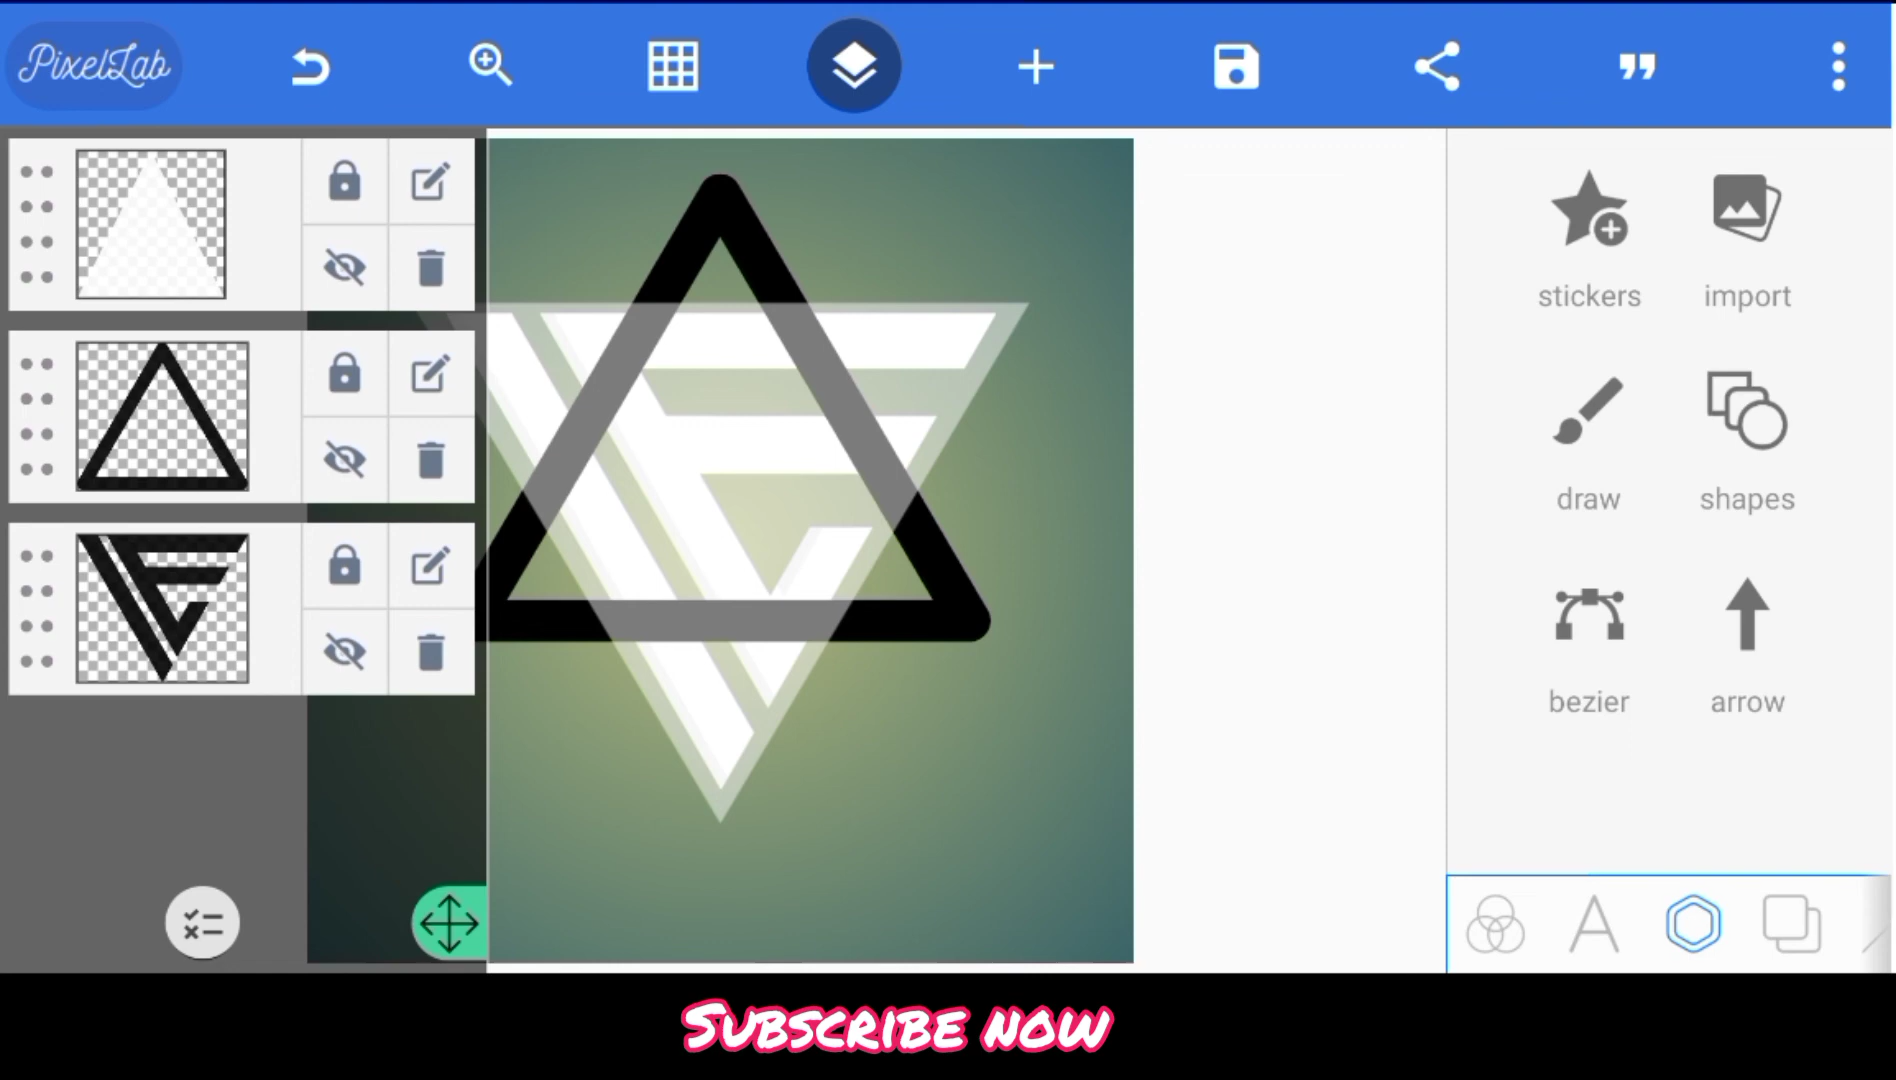 PixelLab
stickers
import
draw
shapes
bezier
arrow
SUBSCRIBE NOW